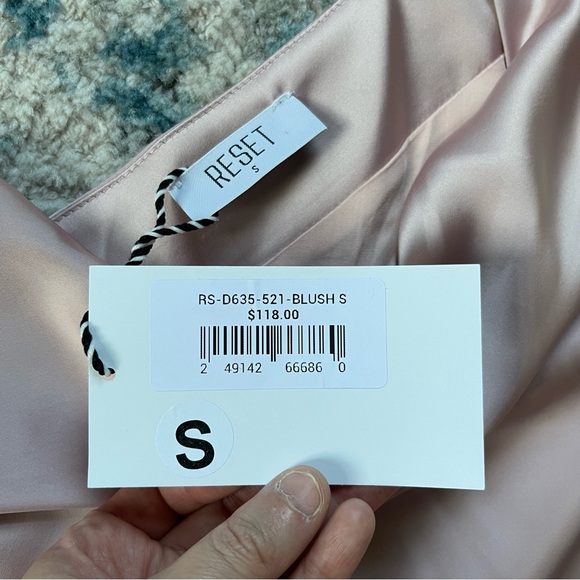 RESET
S
RS-D635-521-BLUSH S
$118.00
2 49142 66686 0
S